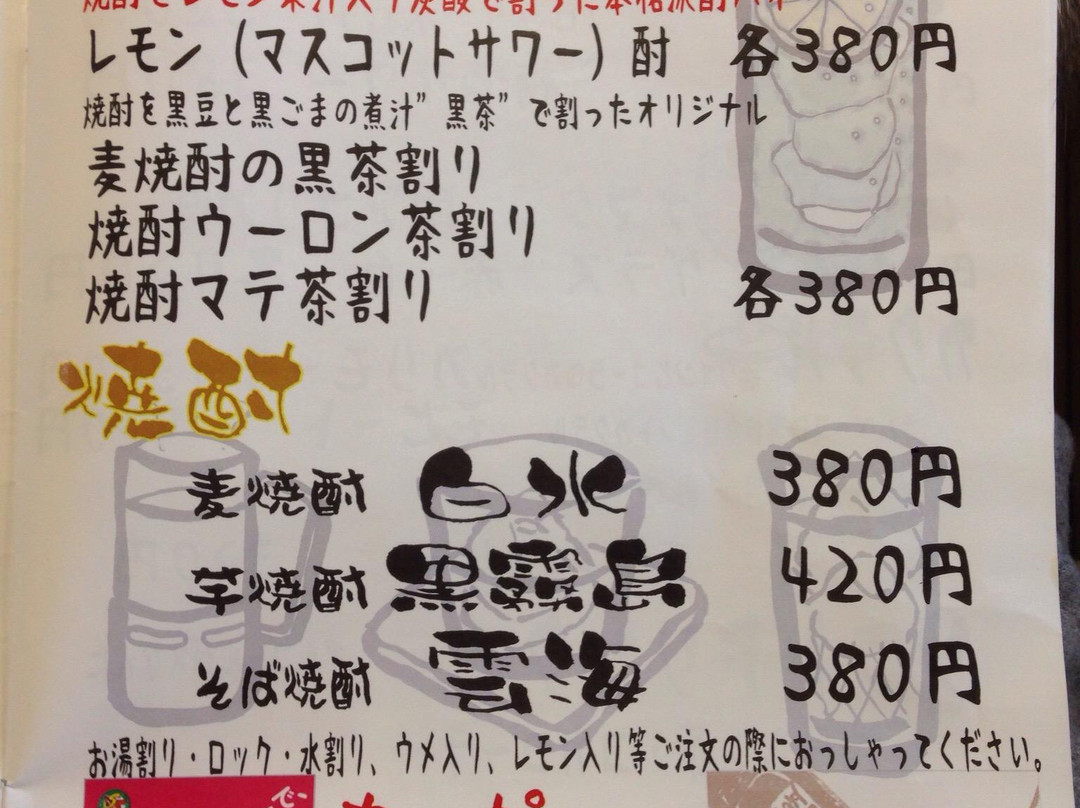 レモン（マスコットサワー）酎　各380円
焼酎を黒豆と黒ごまの煮汁”黒茶”で割ったオリジナル
麦焼酎の黒茶割り
焼酎ウーロン茶割り
焼酎マテ茶割り　各380円
焼酎
麦焼酎　白水　380円
芋焼酎　黒霧島　420円
そば焼酎　雲海　380円
お湯割り・ロック・水割り、ウメ入り、レモン入り等ご注文の際におっしゃってください。